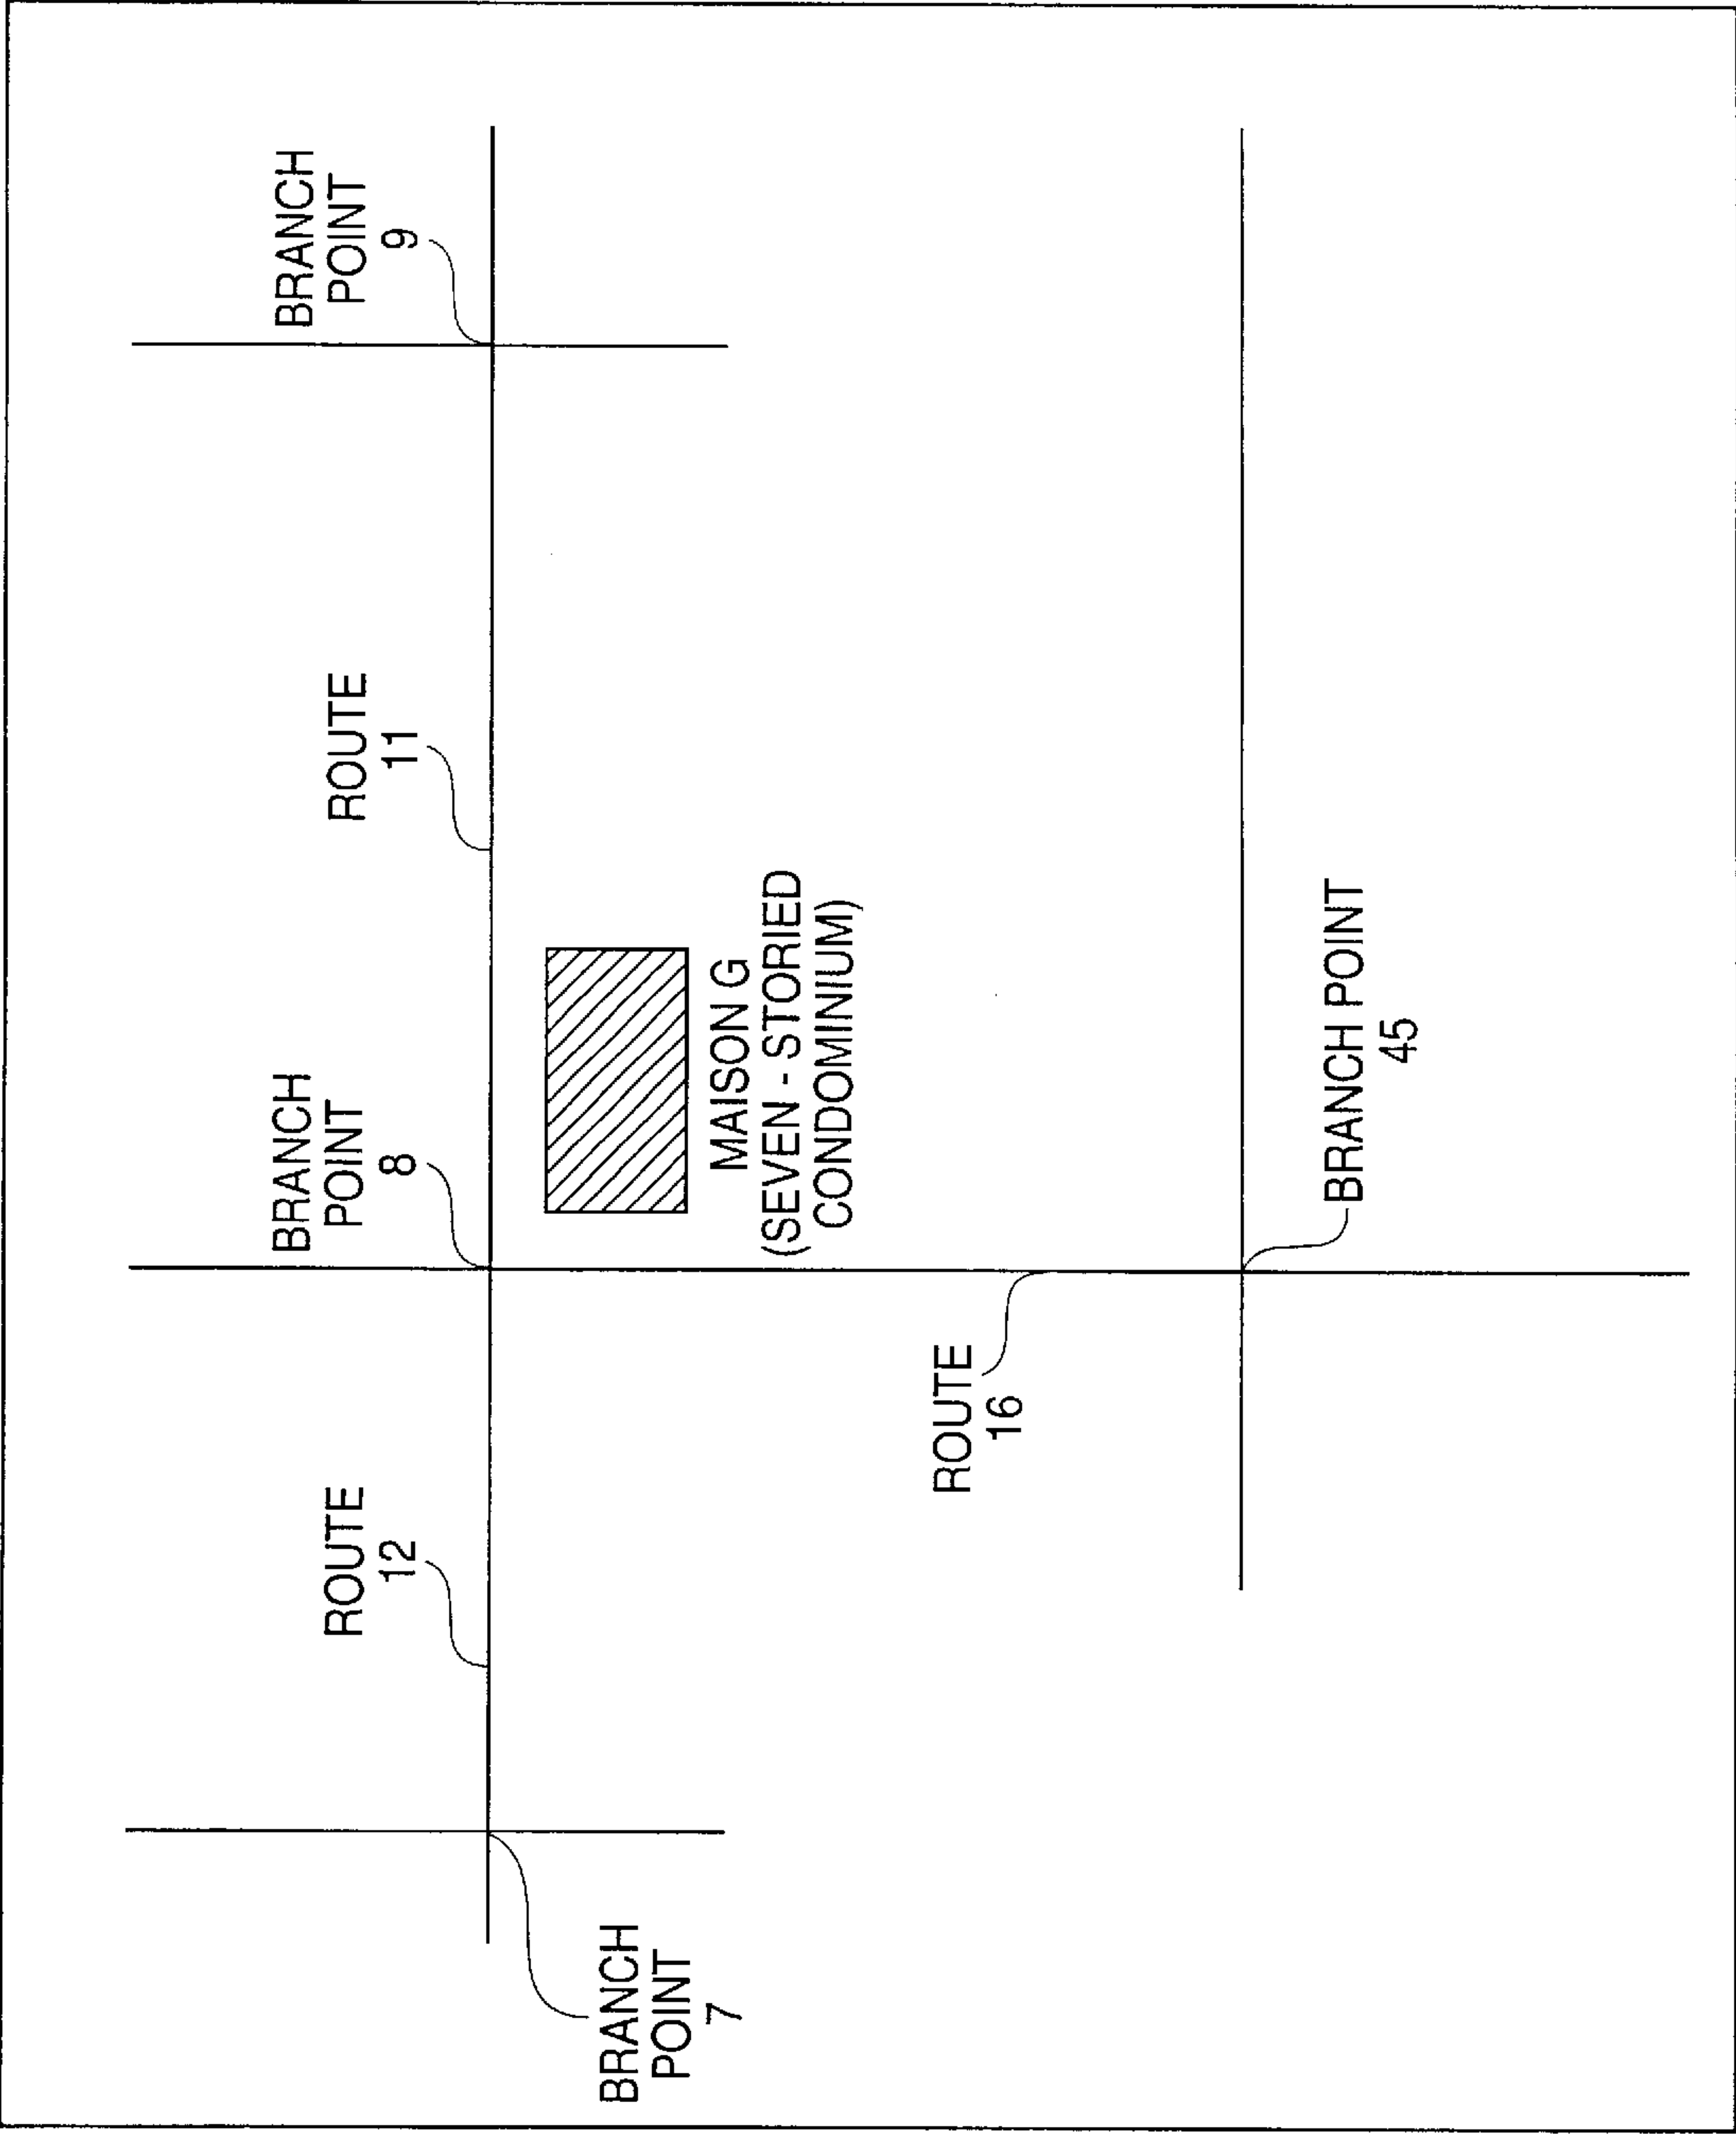 BRANCH
POINT
7
ROUTE
12
BRANCH
POINT
8
ROUTE
11
BRANCH
POINT
9
MAISON G
(SEVEN - STORIED
CONDOMINIUM)
ROUTE
16
BRANCH POINT
45